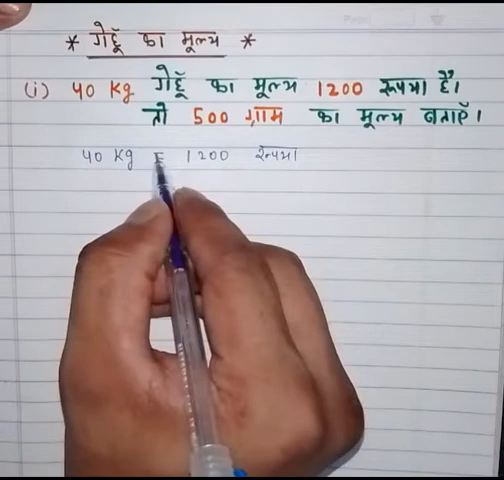 * गेहूँ का मूल्य *
(i) 40 Kg गेहूँ का मूल्य 1200 रूपया है।
तो 500 ग्राम का मूल्य बताएँ।
40 Kg = 1200 रूपया